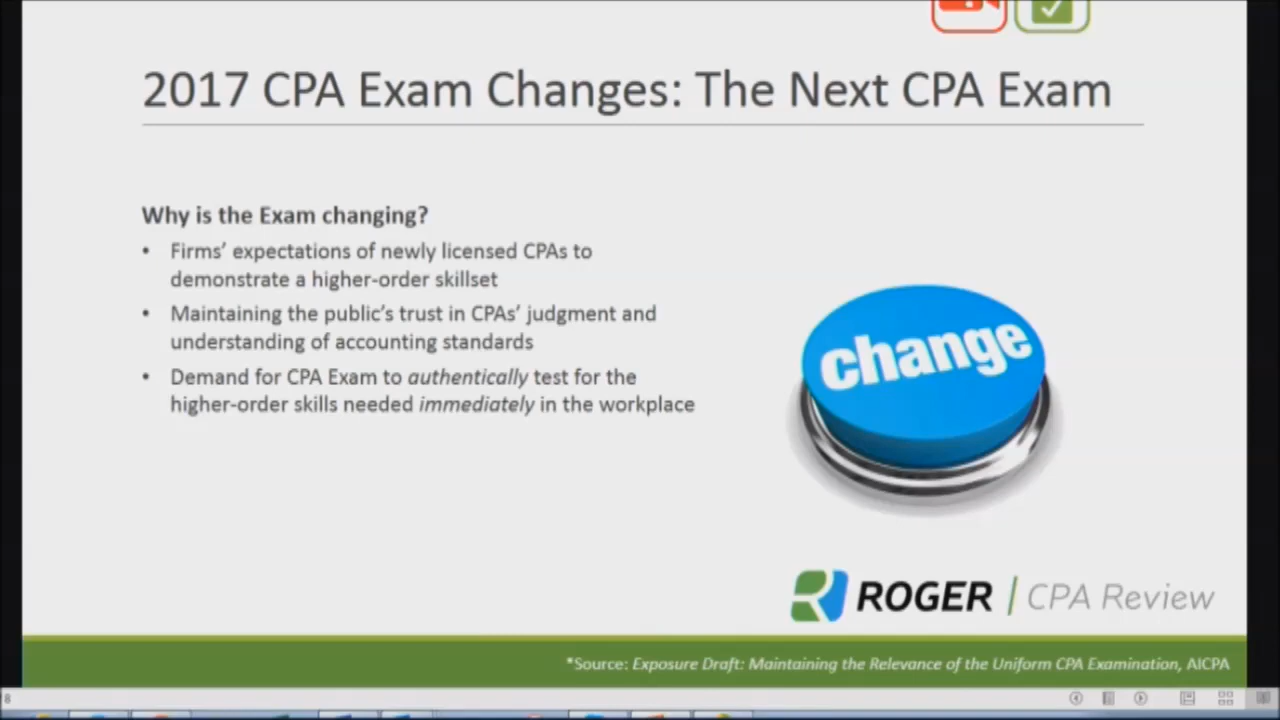 2017 CPA Exam Changes: The Next CPA Exam
Why is the Exam changing?
• Firms’ expectations of newly licensed CPAs to
demonstrate a higher-order skillset
• Maintaining the public’s trust in CPAs’ judgment and
understanding of accounting standards
• Demand for CPA Exam to authentically test for the
higher-order skills needed immediately in the workplace
change
ROGER | CPA Review
*Source: Exposure Draft: Maintaining the Relevance of the Uniform CPA Examination, AICPA
8